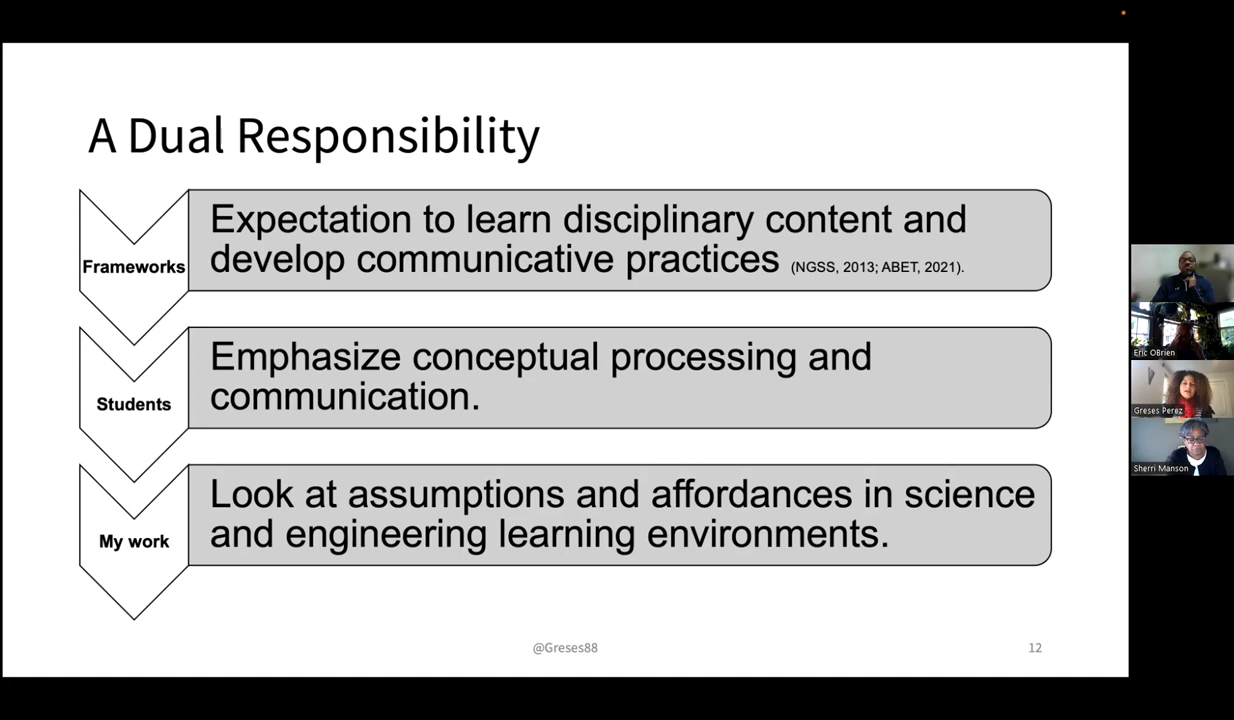 A Dual Responsibility
Frameworks
Expectation to learn disciplinary content and
develop communicative practices (NGSS, 2013; ABET, 2021).
Students
Emphasize conceptual processing and
communication.
My work
Look at assumptions and affordances in science
and engineering learning environments.
@Greses88
12
Eric OBrien
Greses Perez
Sherri Manson